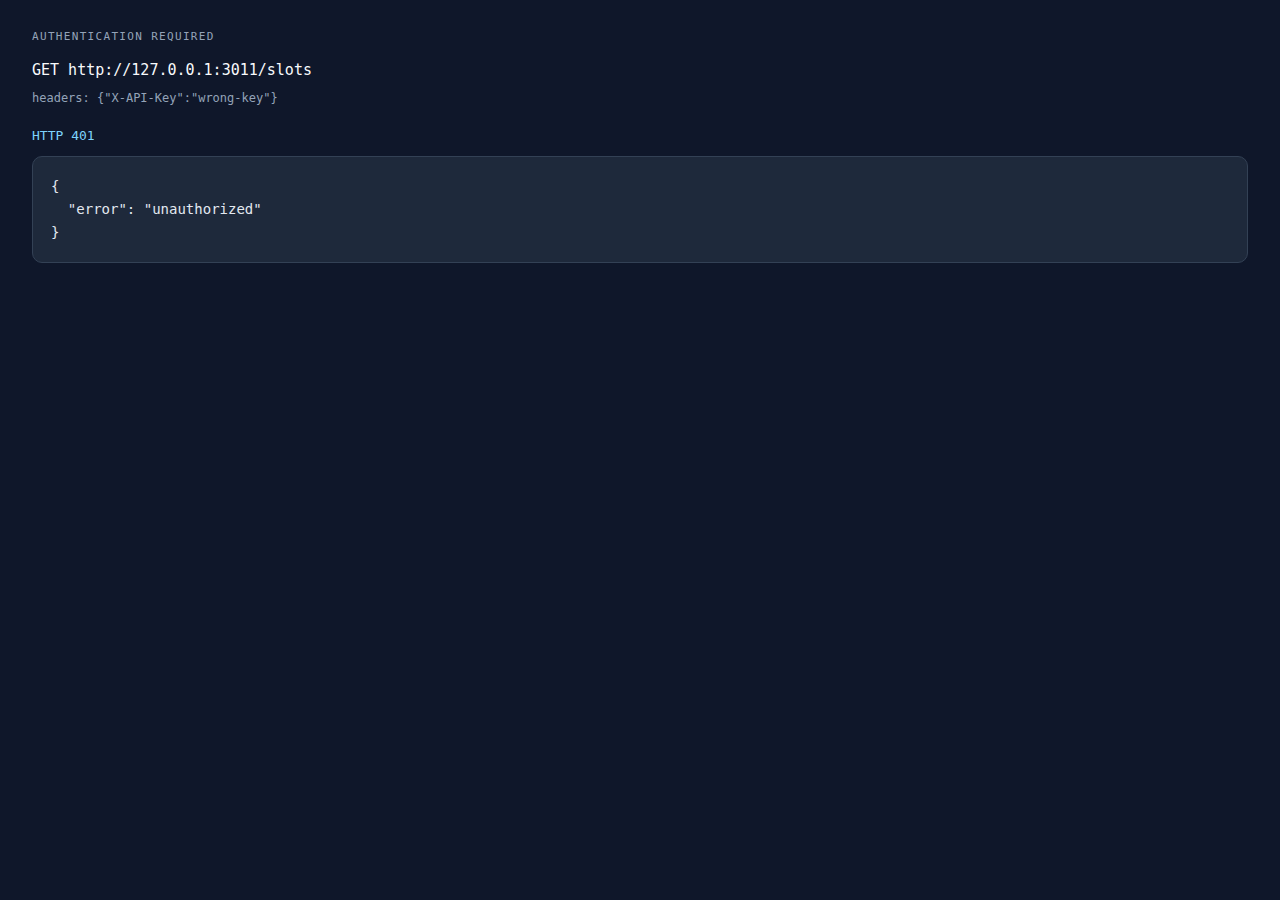 AUTHENTICATION REQUIRED
GET http://127.0.0.1:3011/slots
headers: {"X-API-Key":"wrong-key"}
HTTP 401
{
  "error": "unauthorized"
}